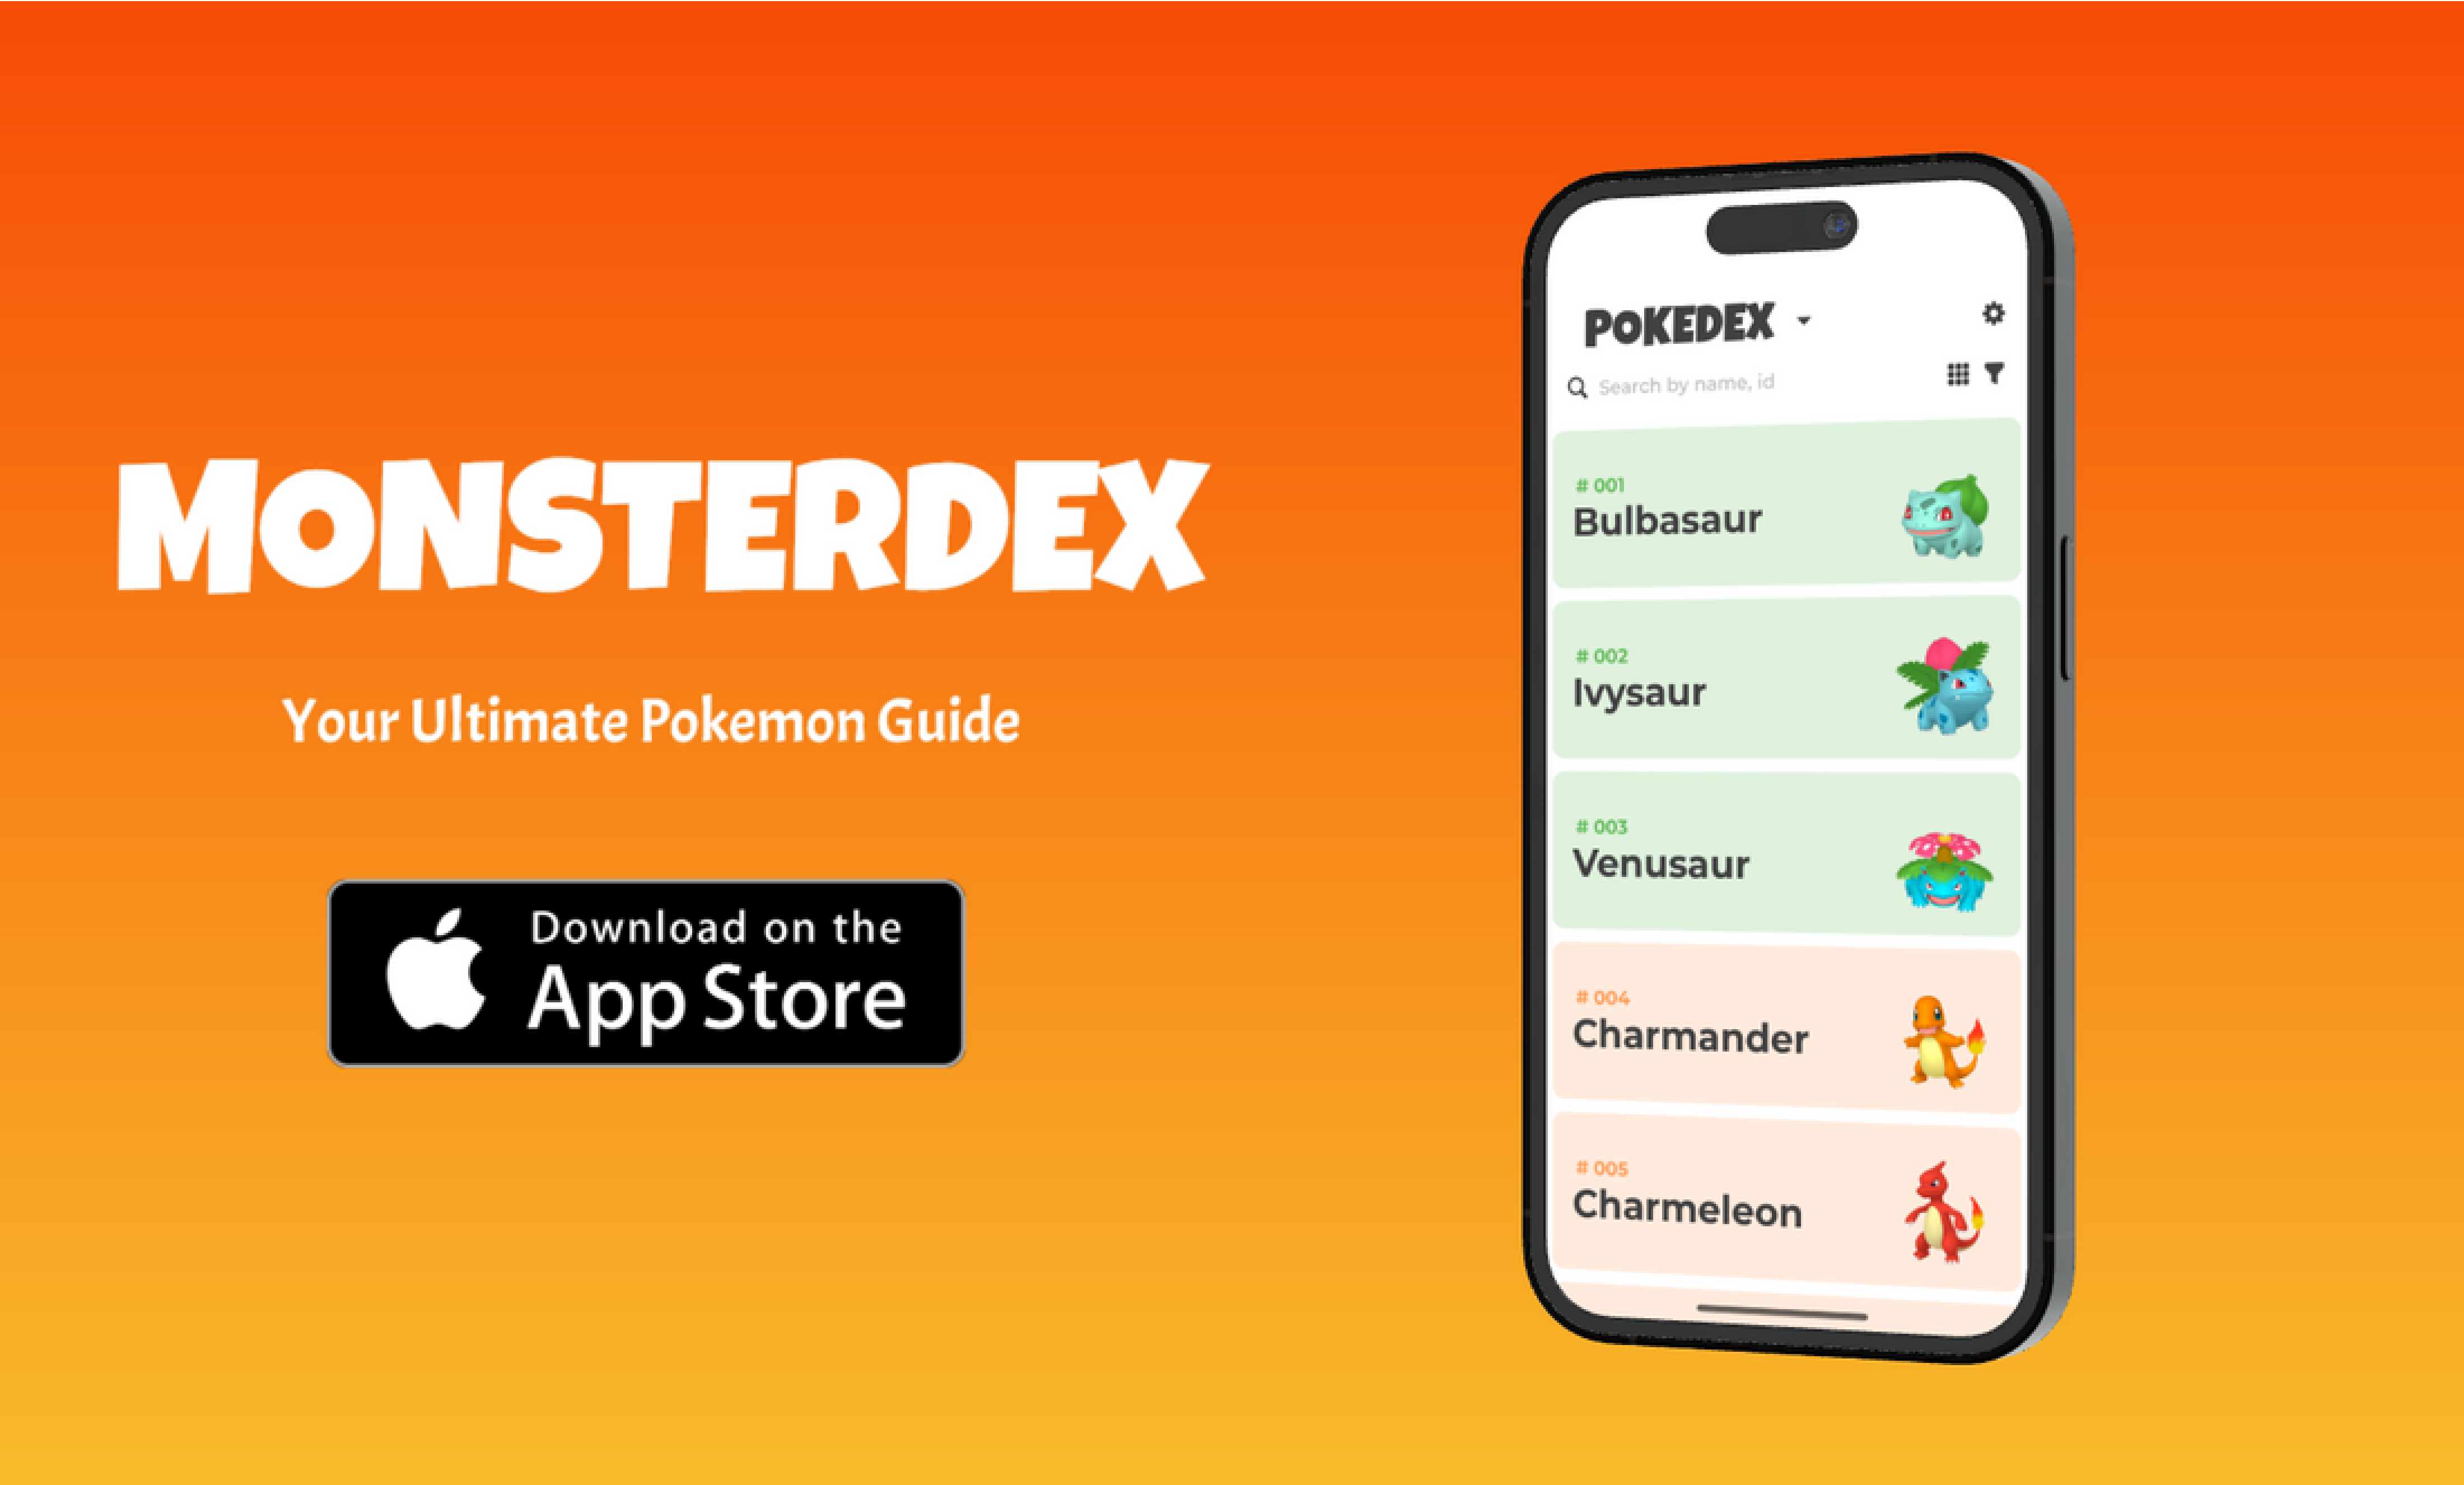 MONSTERDEX
Your Ultimate Pokemon Guide
Download on the
App Store
POKEDEX
Search by name, id
# 001
Bulbasaur
# 002
Ivysaur
# 003
Venusaur
# 004
Charmander
# 005
Charmeleon